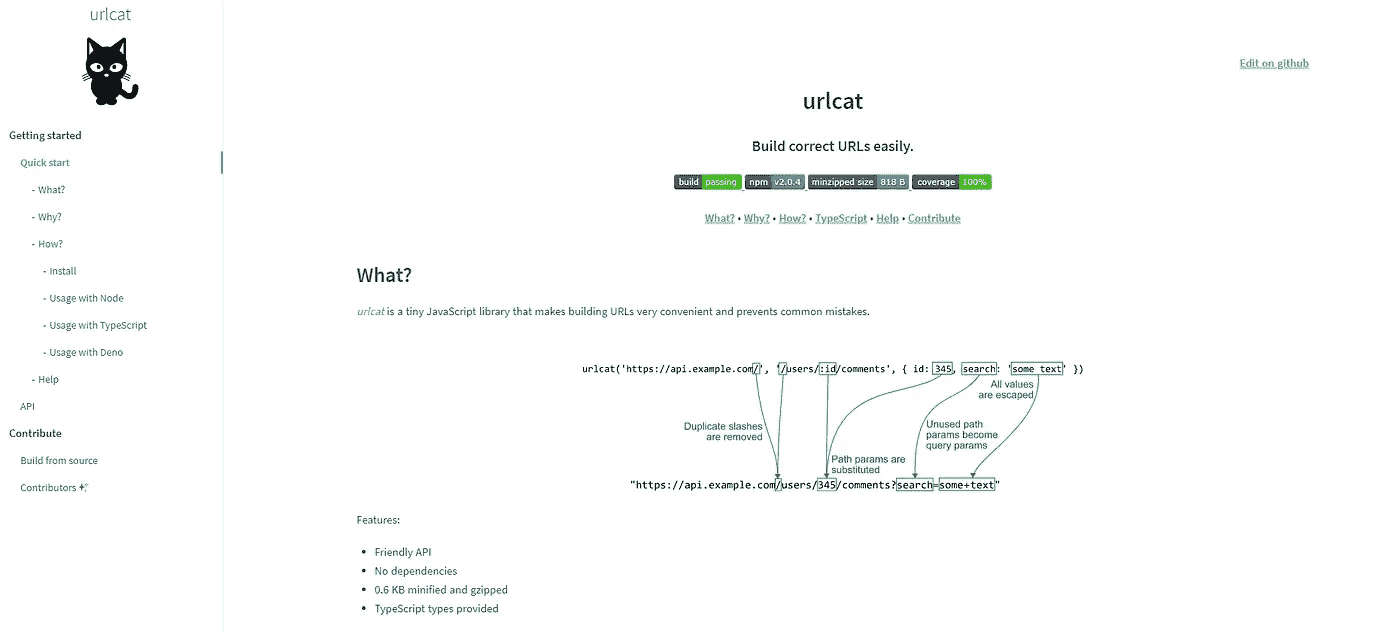 urlcat
Getting started
Quick start
- What?
- Why?
- How?
- Install
- Usage with Node
- Usage with TypeScript
- Usage with Deno
- Help
API
Contribute
Build from source
Contributors
Edit on github
urlcat
Build correct URLs easily.
build passing npm v2.0.4 minzipped size 818 B coverage 100%
What? • Why? • How? • TypeScript • Help • Contribute
What?
urlcat is a tiny JavaScript library that makes building URLs very convenient and prevents common mistakes.
urlcat('https://api.example.com/', '/users/:id/comments', { id: 345, search: 'some text' })
All values
are escaped
Duplicate slashes
are removed
Unused path
params become
query params
Path params are
substituted
"https://api.example.com/users/345/comments?search=some+text"
Features:
• Friendly API
• No dependencies
• 0.6 KB minified and gzipped
• TypeScript types provided